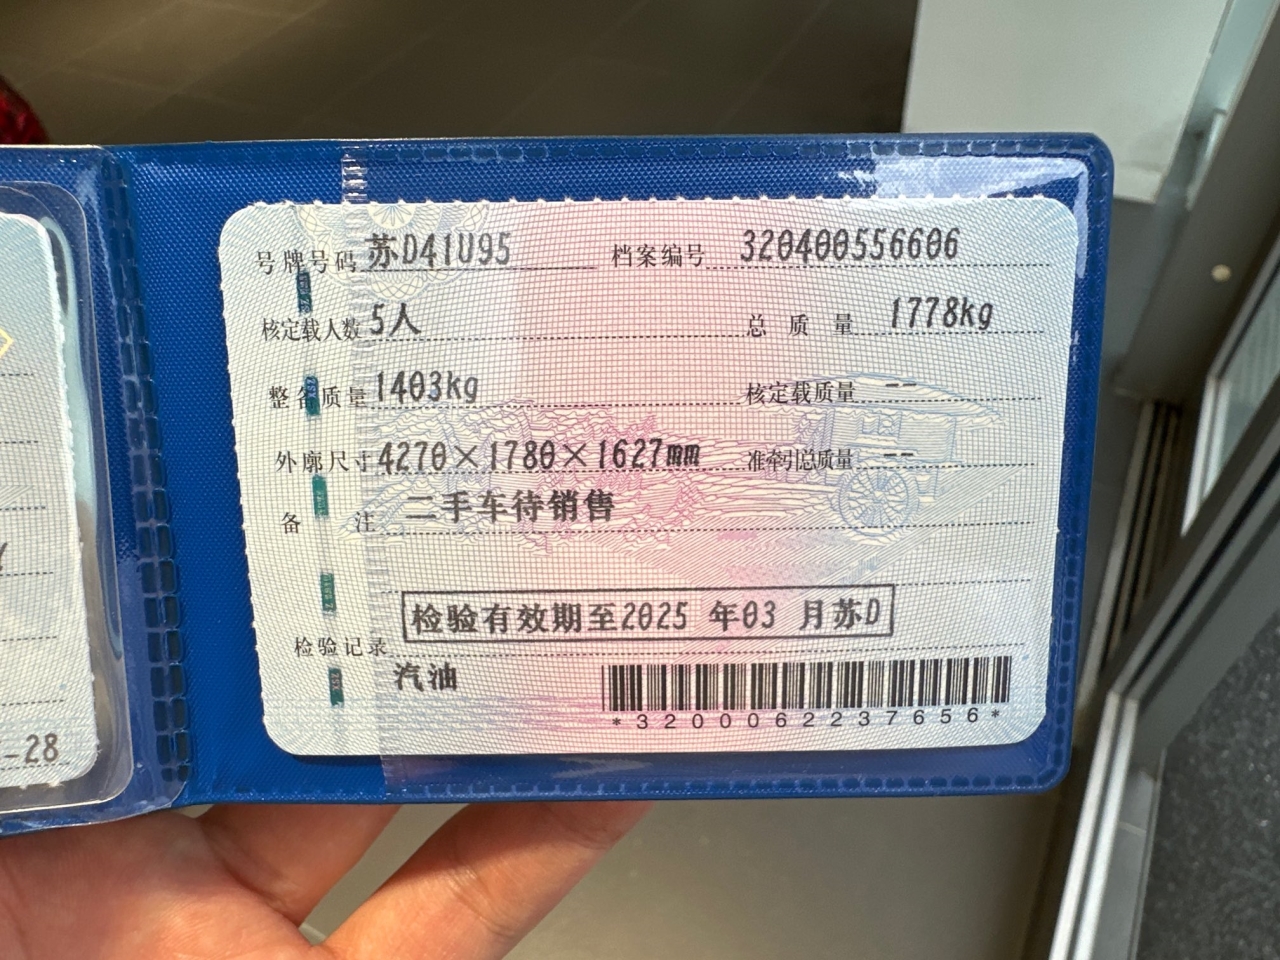 号牌号码 苏D41U95 档案编号 320400556606
核定载人数 5人 总质量 1778kg
整备质量 1403kg 核定载质量 --
外廓尺寸 4270×1780×1627mm 准牵引总质量 --
备注 二手车待销售
检验有效期至2025 年03 月苏D
检验记录
汽油
*3200062237656*
-28